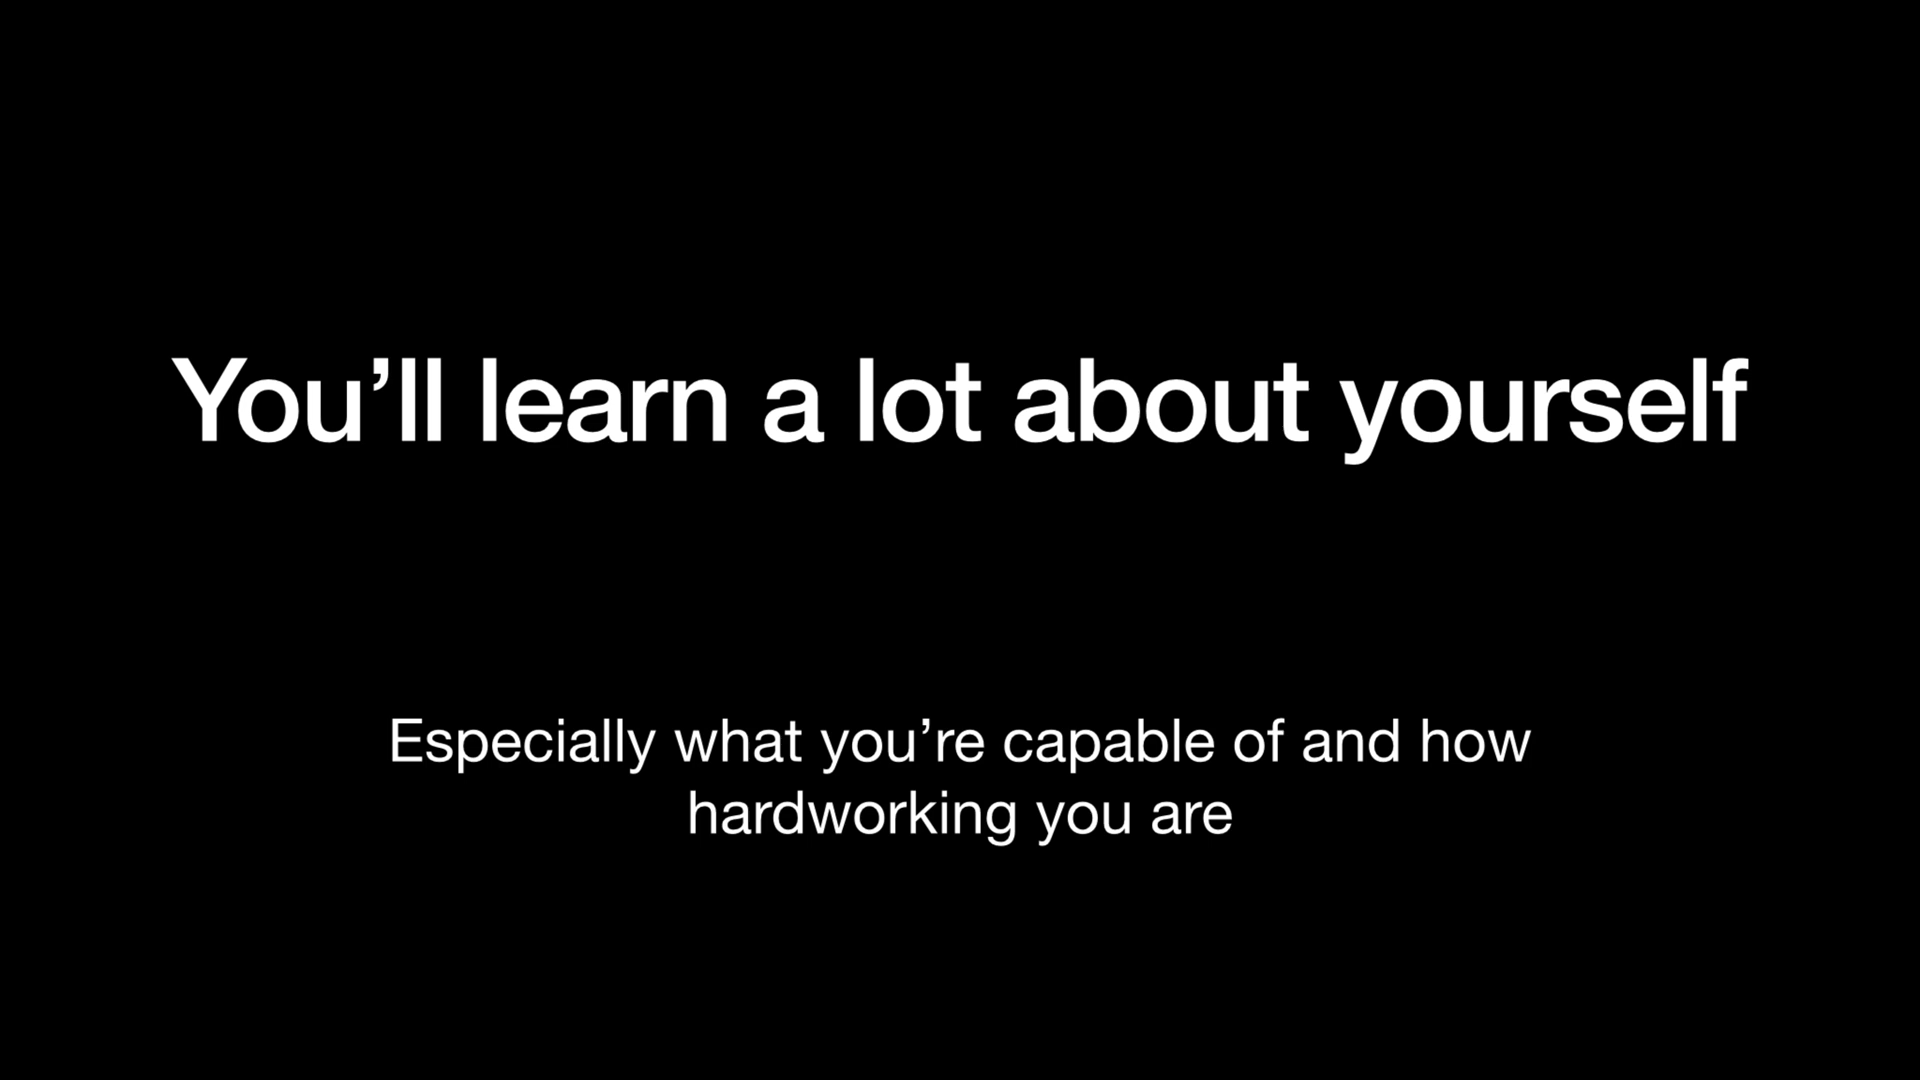 You’ll learn a lot about yourself
Especially what you’re capable of and how
hardworking you are